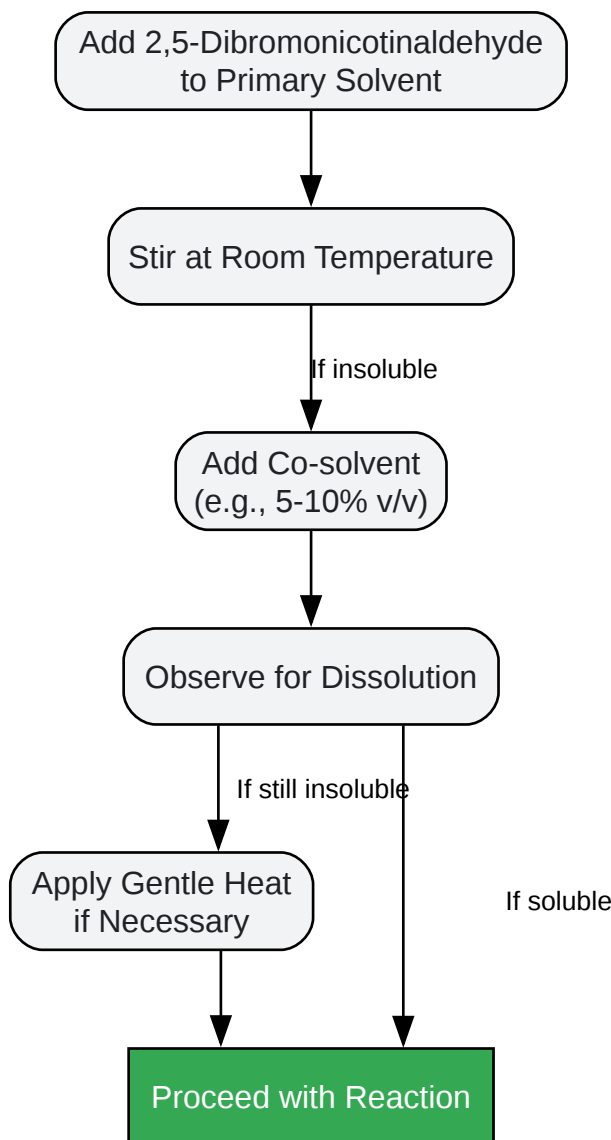 Add 2,5-Dibromonicotinaldehyde
to Primary Solvent
Stir at Room Temperature
If insoluble
Add Co-solvent
(e.g., 5-10% v/v)
Observe for Dissolution
If still insoluble
Apply Gentle Heat
if Necessary
If soluble
Proceed with Reaction